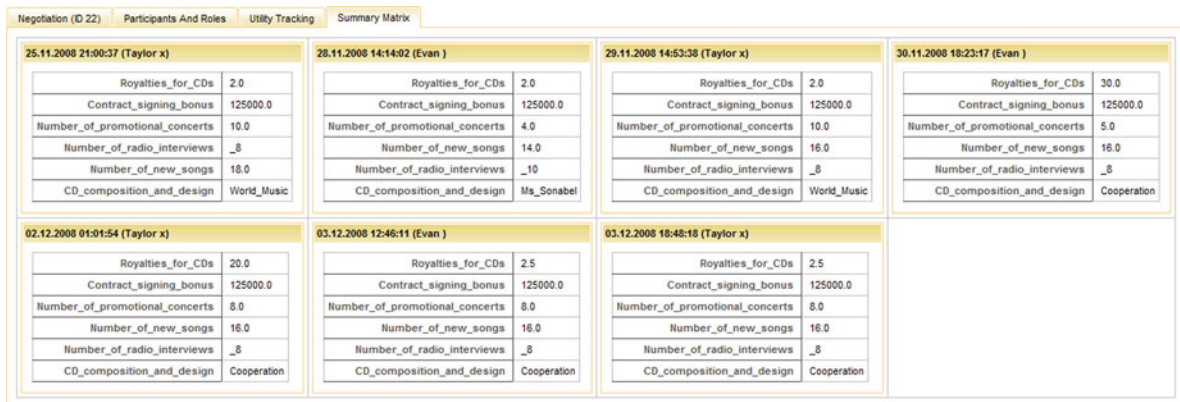 Negotiation (ID 22) Participants And Roles Utility Tracking Summary Matrix
25.11.2008 21:00:37 (Taylor x)
Royalties_for_CDs 2.0
Contract_signing_bonus 125000.0
Number_of_promotional_concerts 10.0
Number_of_radio_interviews _8
Number_of_new_songs 18.0
CD_composition_and_design World_Music
28.11.2008 14:14:02 (Evan )
Royalties_for_CDs 2.0
Contract_signing_bonus 125000.0
Number_of_promotional_concerts 4.0
Number_of_new_songs 14.0
Number_of_radio_interviews _10
CD_composition_and_design Ms_Sonabel
29.11.2008 14:53:38 (Taylor x)
Royalties_for_CDs 2.0
Contract_signing_bonus 125000.0
Number_of_promotional_concerts 10.0
Number_of_new_songs 16.0
Number_of_radio_interviews _8
CD_composition_and_design World_Music
30.11.2008 18:23:17 (Evan )
Royalties_for_CDs 30.0
Contract_signing_bonus 125000.0
Number_of_promotional_concerts 5.0
Number_of_new_songs 16.0
Number_of_radio_interviews _8
CD_composition_and_design Cooperation
02.12.2008 01:01:54 (Taylor x)
Royalties_for_CDs 20.0
Contract_signing_bonus 125000.0
Number_of_promotional_concerts 8.0
Number_of_new_songs 16.0
Number_of_radio_interviews _8
CD_composition_and_design Cooperation
03.12.2008 12:46:11 (Evan )
Royalties_for_CDs 2.5
Contract_signing_bonus 125000.0
Number_of_promotional_concerts 8.0
Number_of_new_songs 16.0
Number_of_radio_interviews _8
CD_composition_and_design Cooperation
03.12.2008 18:48:18 (Taylor x)
Royalties_for_CDs 2.5
Contract_signing_bonus 125000.0
Number_of_promotional_concerts 8.0
Number_of_new_songs 16.0
Number_of_radio_interviews _8
CD_composition_and_design Cooperation